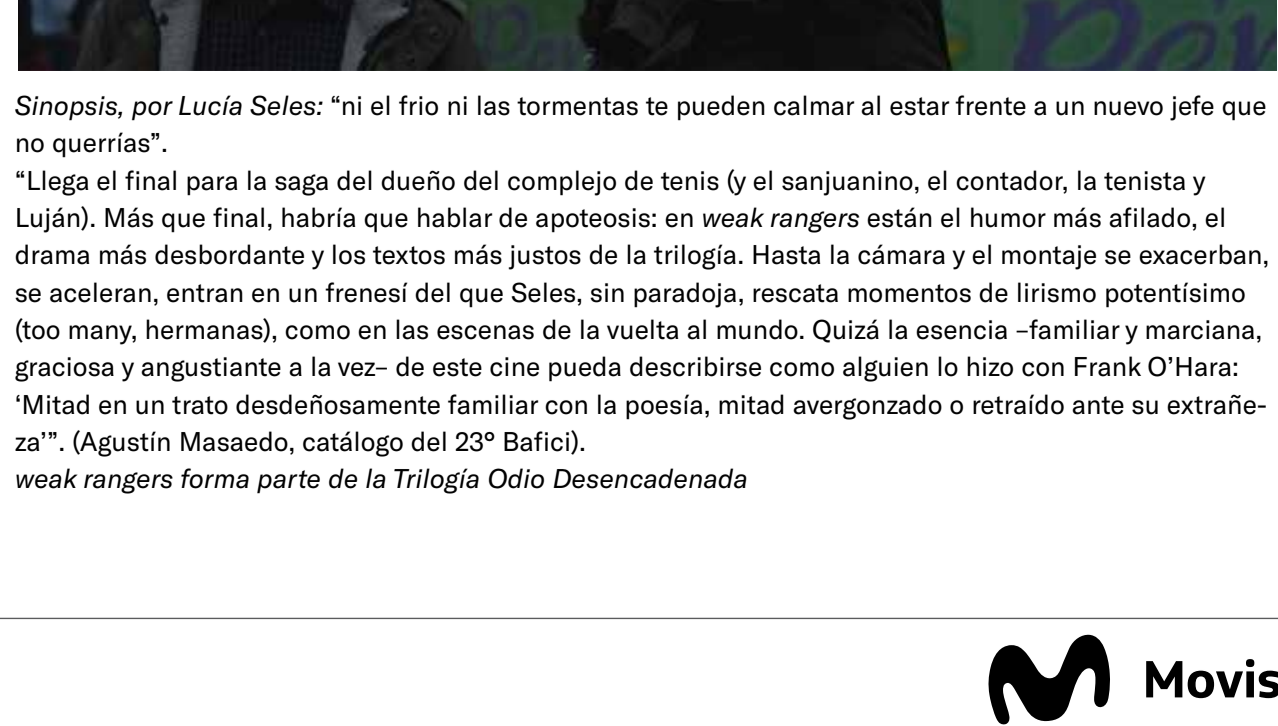 Sinopsis, por Lucía Seles: “ni el frio ni las tormentas te pueden calmar al estar frente a un nuevo jefe que
no querrías”.
“Llega el final para la saga del dueño del complejo de tenis (y el sanjuanino, el contador, la tenista y
Luján). Más que final, habría que hablar de apoteosis: en weak rangers están el humor más afilado, el
drama más desbordante y los textos más justos de la trilogía. Hasta la cámara y el montaje se exacerban,
se aceleran, entran en un frenesí del que Seles, sin paradoja, rescata momentos de lirismo potentísimo
(too many, hermanas), como en las escenas de la vuelta al mundo. Quizá la esencia –familiar y marciana,
graciosa y angustiante a la vez– de este cine pueda describirse como alguien lo hizo con Frank O’Hara:
‘Mitad en un trato desdeñosamente familiar con la poesía, mitad avergonzado o retraído ante su extrañe-
za’”. (Agustín Masaedo, catálogo del 23º Bafici).
weak rangers forma parte de la Trilogía Odio Desencadenada
Movis